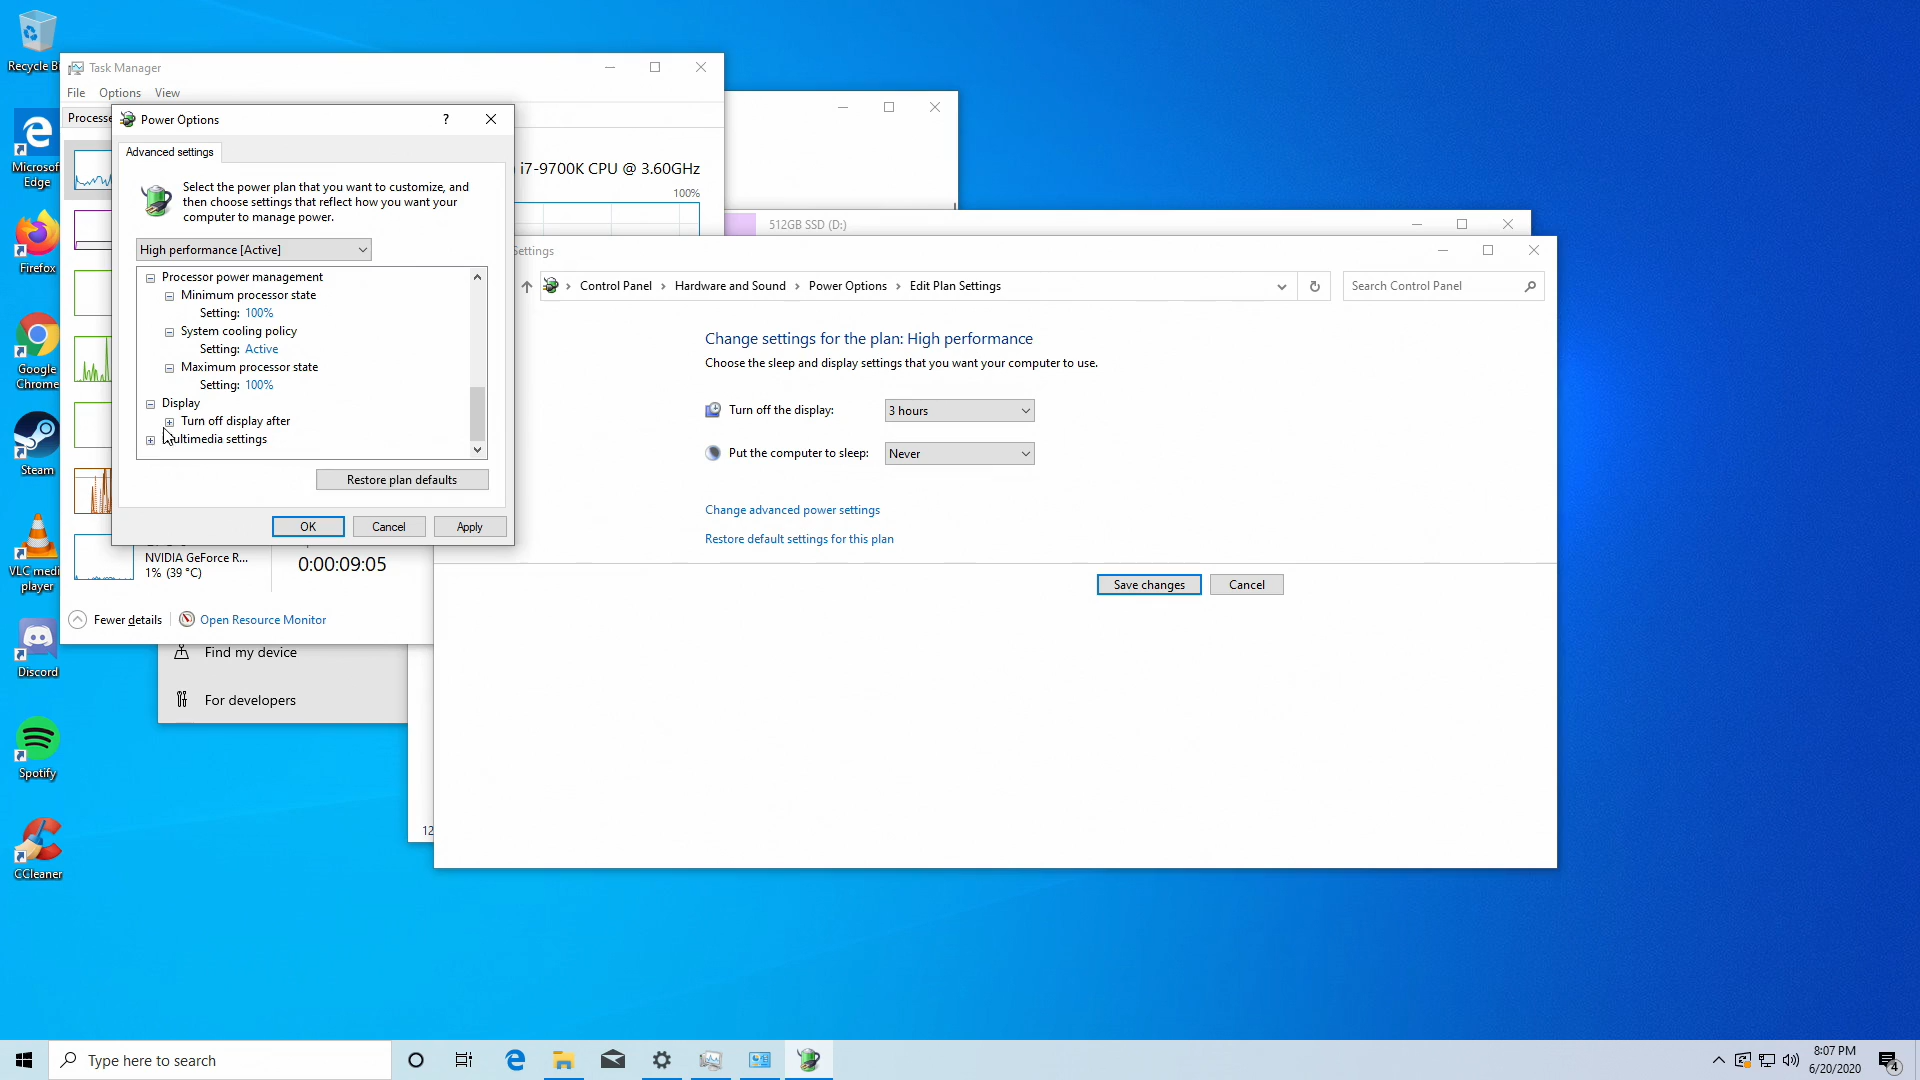 Recycle B
Task Manager
File Options View
Processe
Power Options
?
Advanced settings
Select the power plan that you want to customize, and
then choose settings that reflect how you want your
computer to manage power.
High performance [Active]
Processor power management
Minimum processor state
Setting: 100%
System cooling policy
Setting: Active
Maximum processor state
Setting: 100%
Display
Turn off display after
ultimedia settings
Restore plan defaults
OK Cancel Apply
i7-9700K CPU @ 3.60GHz
100%
512GB SSD (D:)
Settings
Control Panel Hardware and Sound Power Options Edit Plan Settings
Search Control Panel
Change settings for the plan: High performance
Choose the sleep and display settings that you want your computer to use.
Turn off the display: 3 hours
Put the computer to sleep: Never
Change advanced power settings
Restore default settings for this plan
Save changes Cancel
NVIDIA GeForce R...
1% (39 °C)
0:00:09:05
Fewer details Open Resource Monitor
Find my device
For developers
12
Microsof
Edge
Firefox
Google
Chrome
Steam
VLC medi
player
Discord
Spotify
CCleaner
Type here to search
8:07 PM
6/20/2020
4